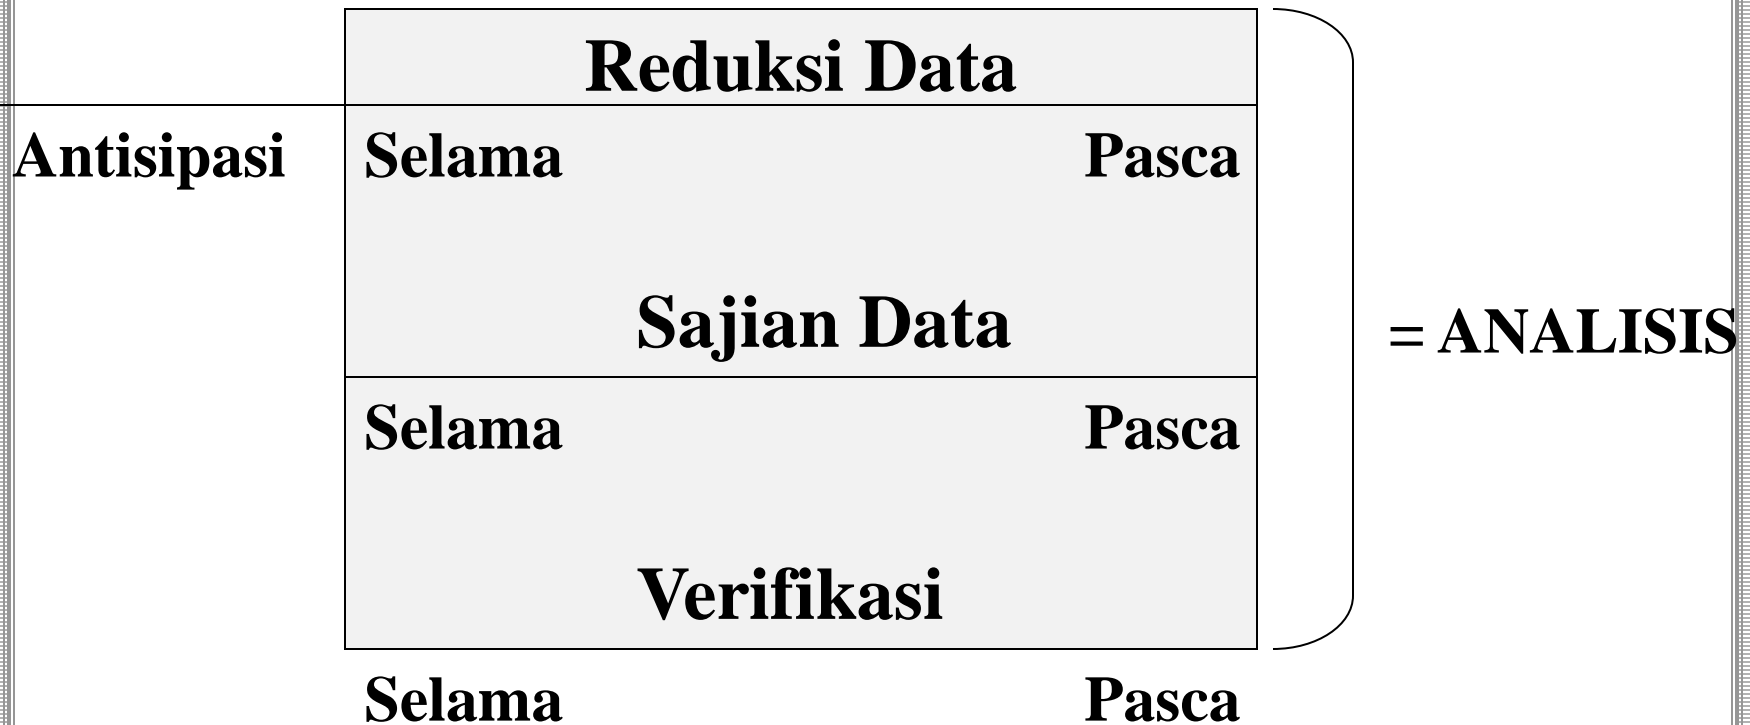 Reduksi Data
Antisipasi Selama Pasca
Sajian Data
= ANALISIS
Selama Pasca
Verifikasi
Selama Pasca